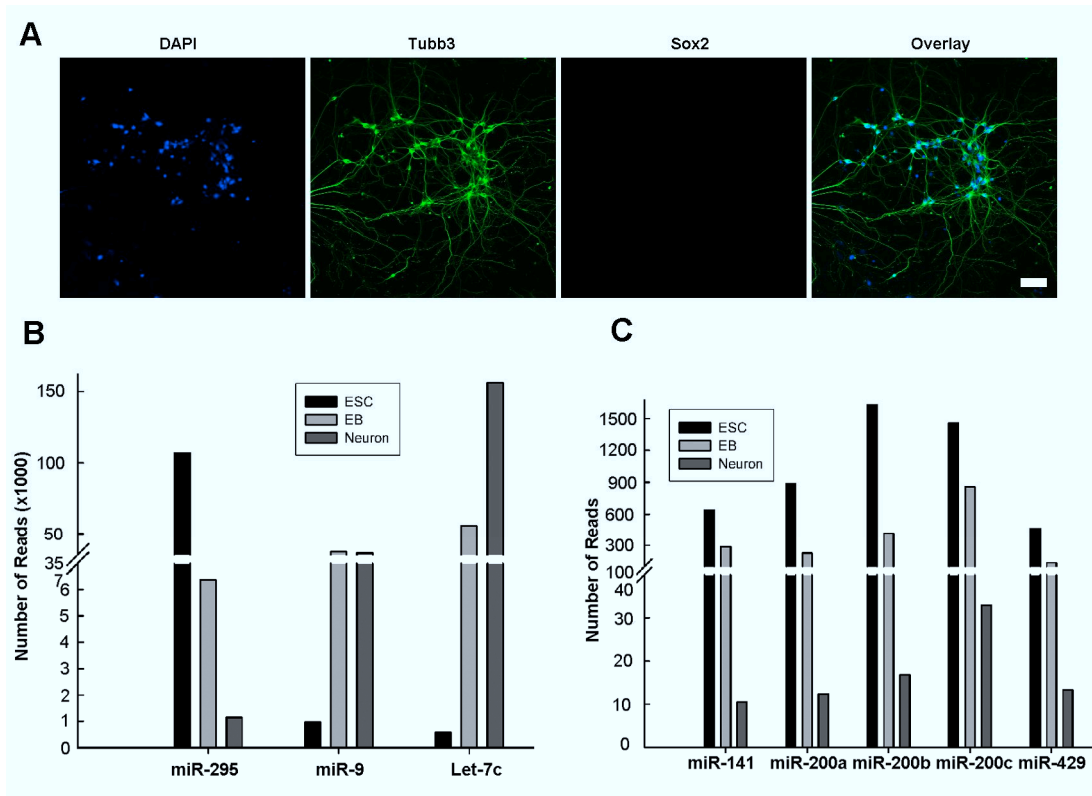 A
DAPI Tubb3 Sox2 Overlay
B
Number of Reads (x1000)
150
100
50
35
7
6
5
4
3
2
1
0
ESC
EB
Neuron
miR-295 miR-9 Let-7c
C
Number of Reads
1500
1200
900
600
300
100
40
30
20
10
0
ESC
EB
Neuron
miR-141 miR-200a miR-200b miR-200c miR-429